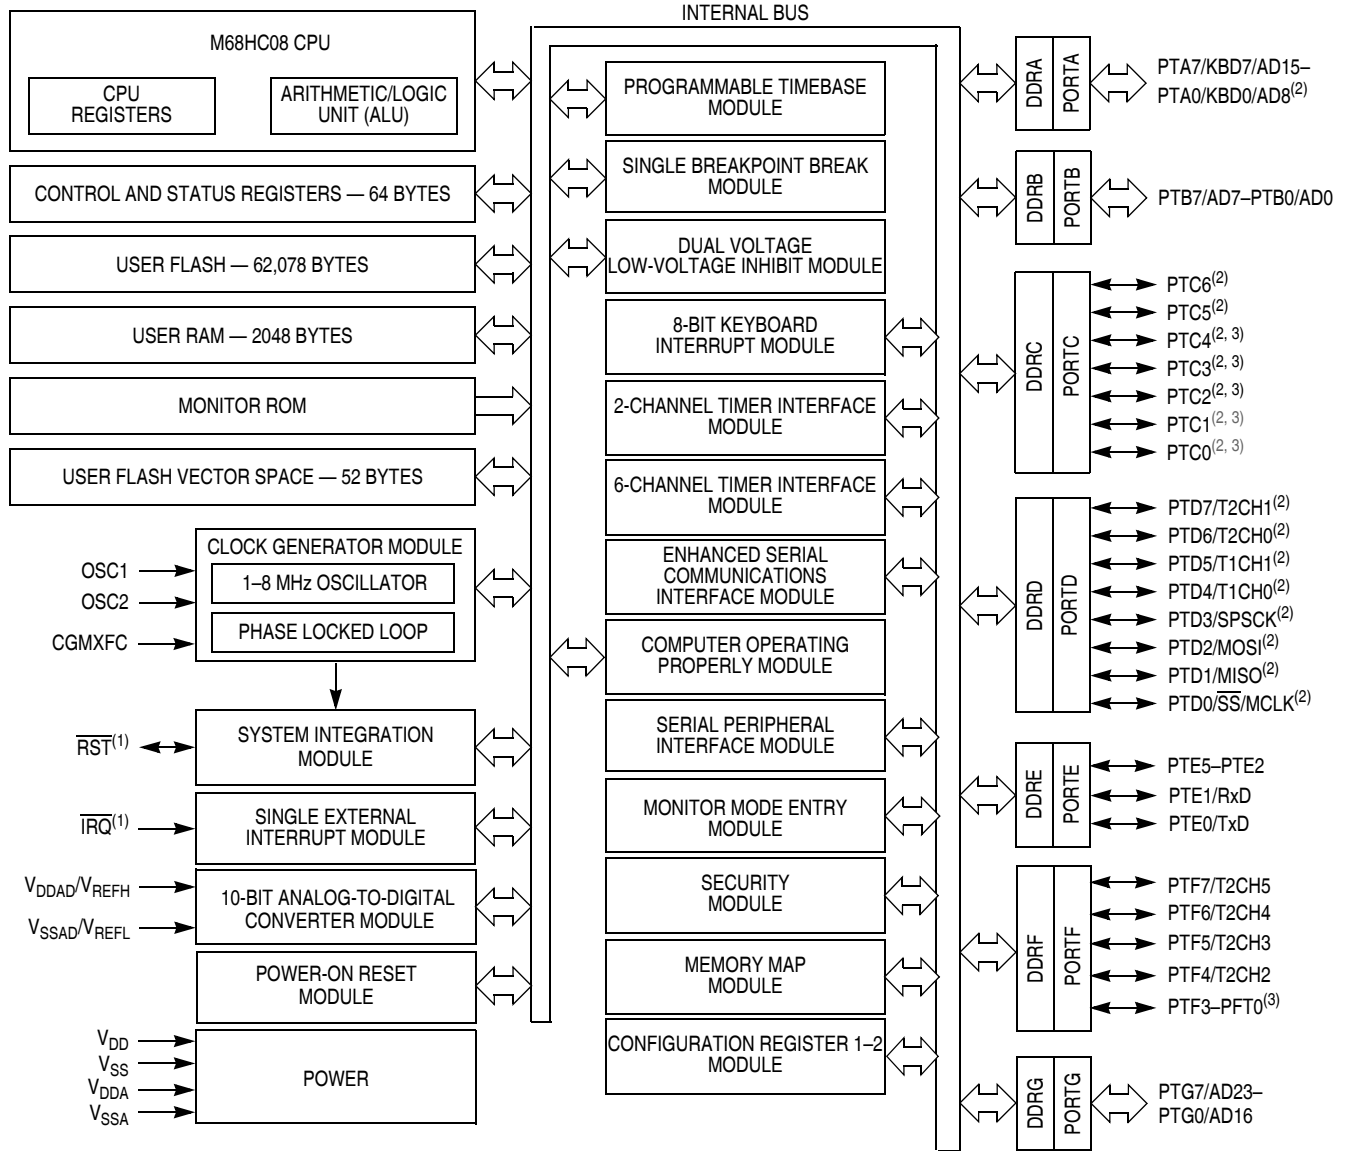 INTERNAL BUS
M68HC08 CPU
CPU
REGISTERS
ARITHMETIC/LOGIC
UNIT (ALU)
CONTROL AND STATUS REGISTERS — 64 BYTES
USER FLASH — 62,078 BYTES
USER RAM — 2048 BYTES
MONITOR ROM
USER FLASH VECTOR SPACE — 52 BYTES
CLOCK GENERATOR MODULE
1–8 MHz OSCILLATOR
PHASE LOCKED LOOP
OSC1
OSC2
CGMXFC
SYSTEM INTEGRATION
MODULE
RST(1)
SINGLE EXTERNAL
INTERRUPT MODULE
IRQ(1)
10-BIT ANALOG-TO-DIGITAL
CONVERTER MODULE
VDDAD/VREFH
VSSAD/VREFL
POWER-ON RESET
MODULE
POWER
VDD
VSS
VDDA
VSSA
PROGRAMMABLE TIMEBASE
MODULE
SINGLE BREAKPOINT BREAK
MODULE
DUAL VOLTAGE
LOW-VOLTAGE INHIBIT MODULE
8-BIT KEYBOARD
INTERRUPT MODULE
2-CHANNEL TIMER INTERFACE
MODULE
6-CHANNEL TIMER INTERFACE
MODULE
ENHANCED SERIAL
COMMUNICATIONS
INTERFACE MODULE
COMPUTER OPERATING
PROPERLY MODULE
SERIAL PERIPHERAL
INTERFACE MODULE
MONITOR MODE ENTRY
MODULE
SECURITY
MODULE
MEMORY MAP
MODULE
CONFIGURATION REGISTER 1–2
MODULE
DDRA
PORTA
PTA7/KBD7/AD15–
PTA0/KBD0/AD8(2)
DDRB
PORTB
PTB7/AD7–PTB0/AD0
DDRC
PORTC
PTC6(2)
PTC5(2)
PTC4(2, 3)
PTC3(2, 3)
PTC2(2, 3)
PTC1(2, 3)
PTC0(2, 3)
DDRD
PORTD
PTD7/T2CH1(2)
PTD6/T2CH0(2)
PTD5/T1CH1(2)
PTD4/T1CH0(2)
PTD3/SPSCK(2)
PTD2/MOSI(2)
PTD1/MISO(2)
PTD0/SS/MCLK(2)
DDRE
PORTE
PTE5–PTE2
PTE1/RxD
PTE0/TxD
DDRF
PORTF
PTF7/T2CH5
PTF6/T2CH4
PTF5/T2CH3
PTF4/T2CH2
PTF3–PFT0(3)
DDRG
PORTG
PTG7/AD23–
PTG0/AD16